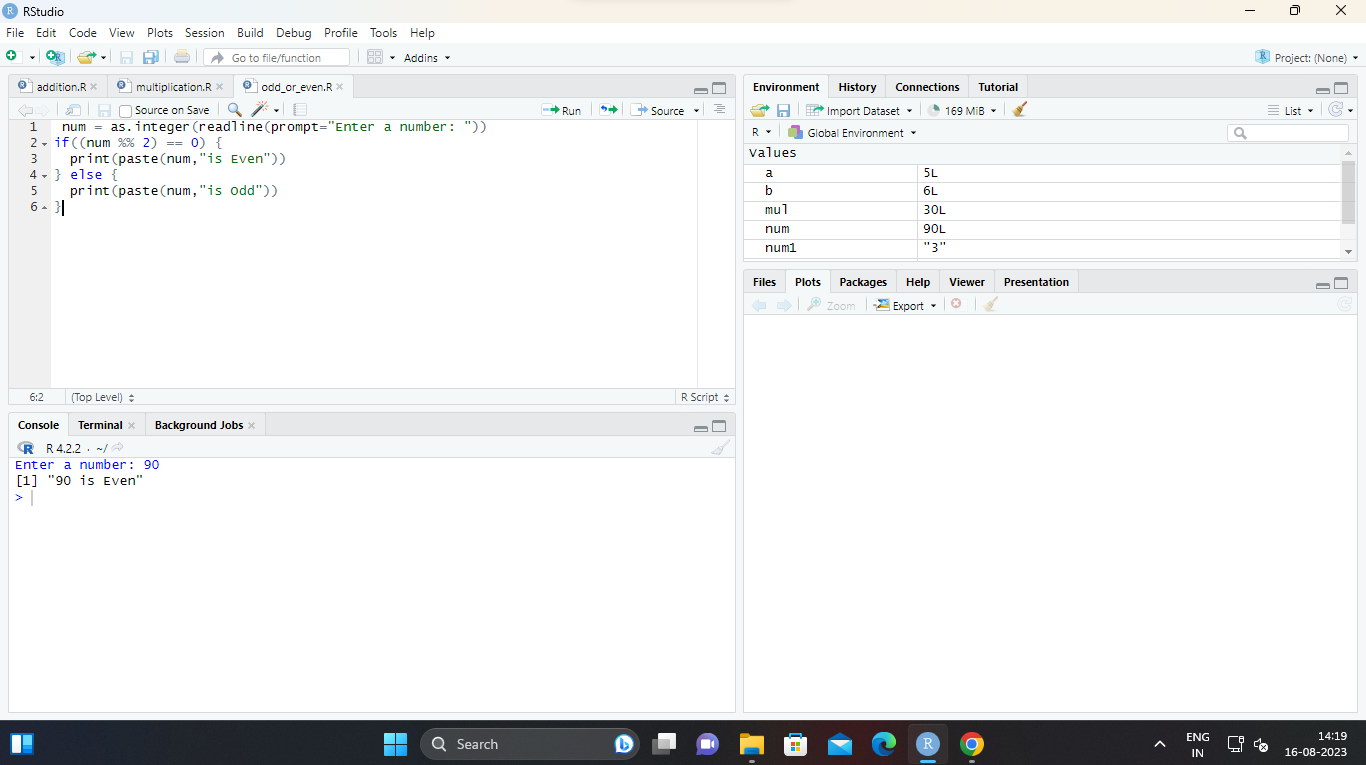 RStudio
File Edit Code View Plots Session Build Debug Profile Tools Help
Go to file/function
Addins
Project: (None)
addition.R
multiplication.R
odd_or_even.R
Source on Save
Run
Source
1 num = as.integer(readline(prompt="Enter a number: "))
2 if((num %% 2) == 0) {
3 print(paste(num,"is Even"))
4 } else {
5 print(paste(num,"is Odd"))
6 }
6:2
(Top Level)
R Script
Console Terminal Background Jobs
R 4.2.2 · ~/
Enter a number: 90
[1] "90 is Even"
>
Environment History Connections Tutorial
Import Dataset
169 MiB
List
R
Global Environment
Values
a 5L
b 6L
mul 30L
num 90L
num1 "3"
Files Plots Packages Help Viewer Presentation
Zoom
Export
Search
ENG
IN
14:19
16-08-2023